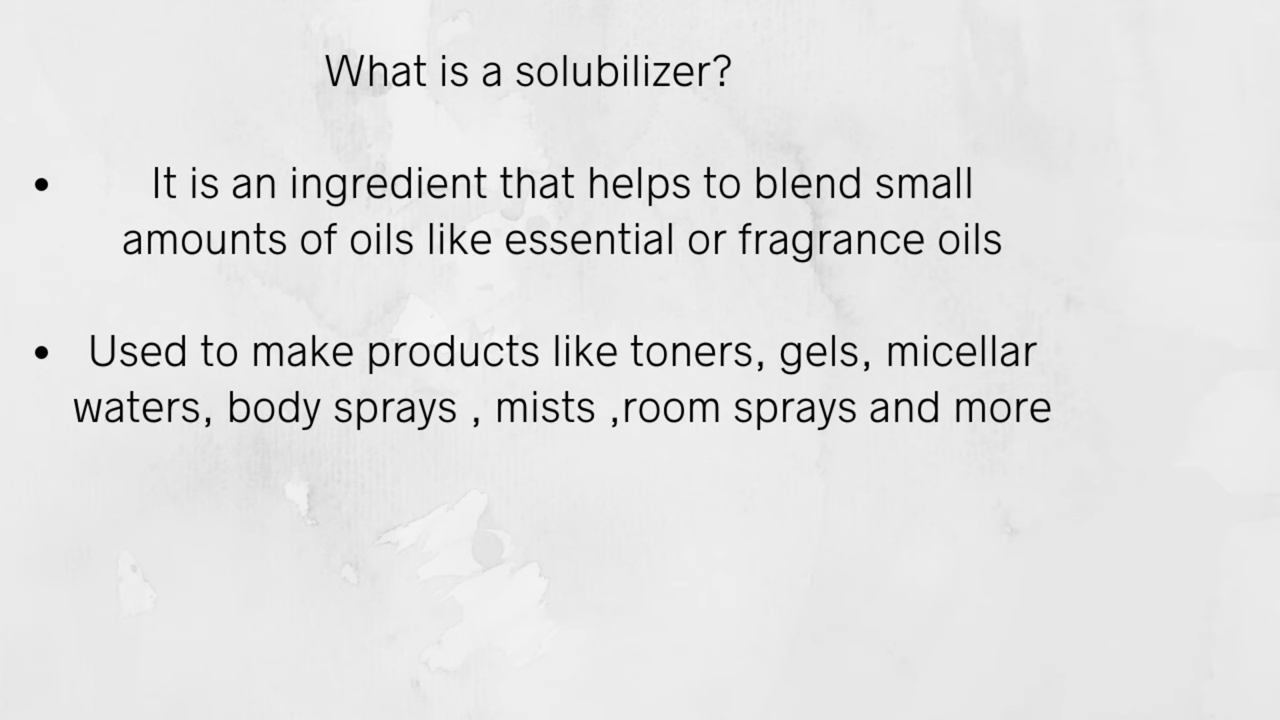 What is a solubilizer?
• It is an ingredient that helps to blend small
amounts of oils like essential or fragrance oils
• Used to make products like toners, gels, micellar
waters, body sprays , mists ,room sprays and more